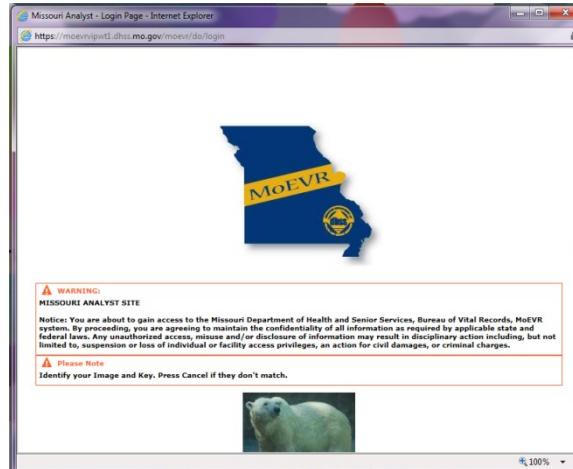 Missouri Analyst - Login Page - Internet Explorer
https://moevrvipwt1.dhss.mo.gov/moevr/do/login
MoEVR
WARNING:
MISSOURI ANALYST SITE
Notice: You are about to gain access to the Missouri Department of Health and Senior Services, Bureau of Vital Records, MoEVR
system. By proceeding, you are agreeing to maintain the confidentiality of all information as required by applicable state and
federal laws. Any unauthorized access, misuse and/or disclosure of information may result in disciplinary action including, but not
limited to, suspension or loss of individual or facility access privileges, an action for civil damages, or criminal charges.
Please Note
Identify your Image and Key. Press Cancel if they don't match.
100%